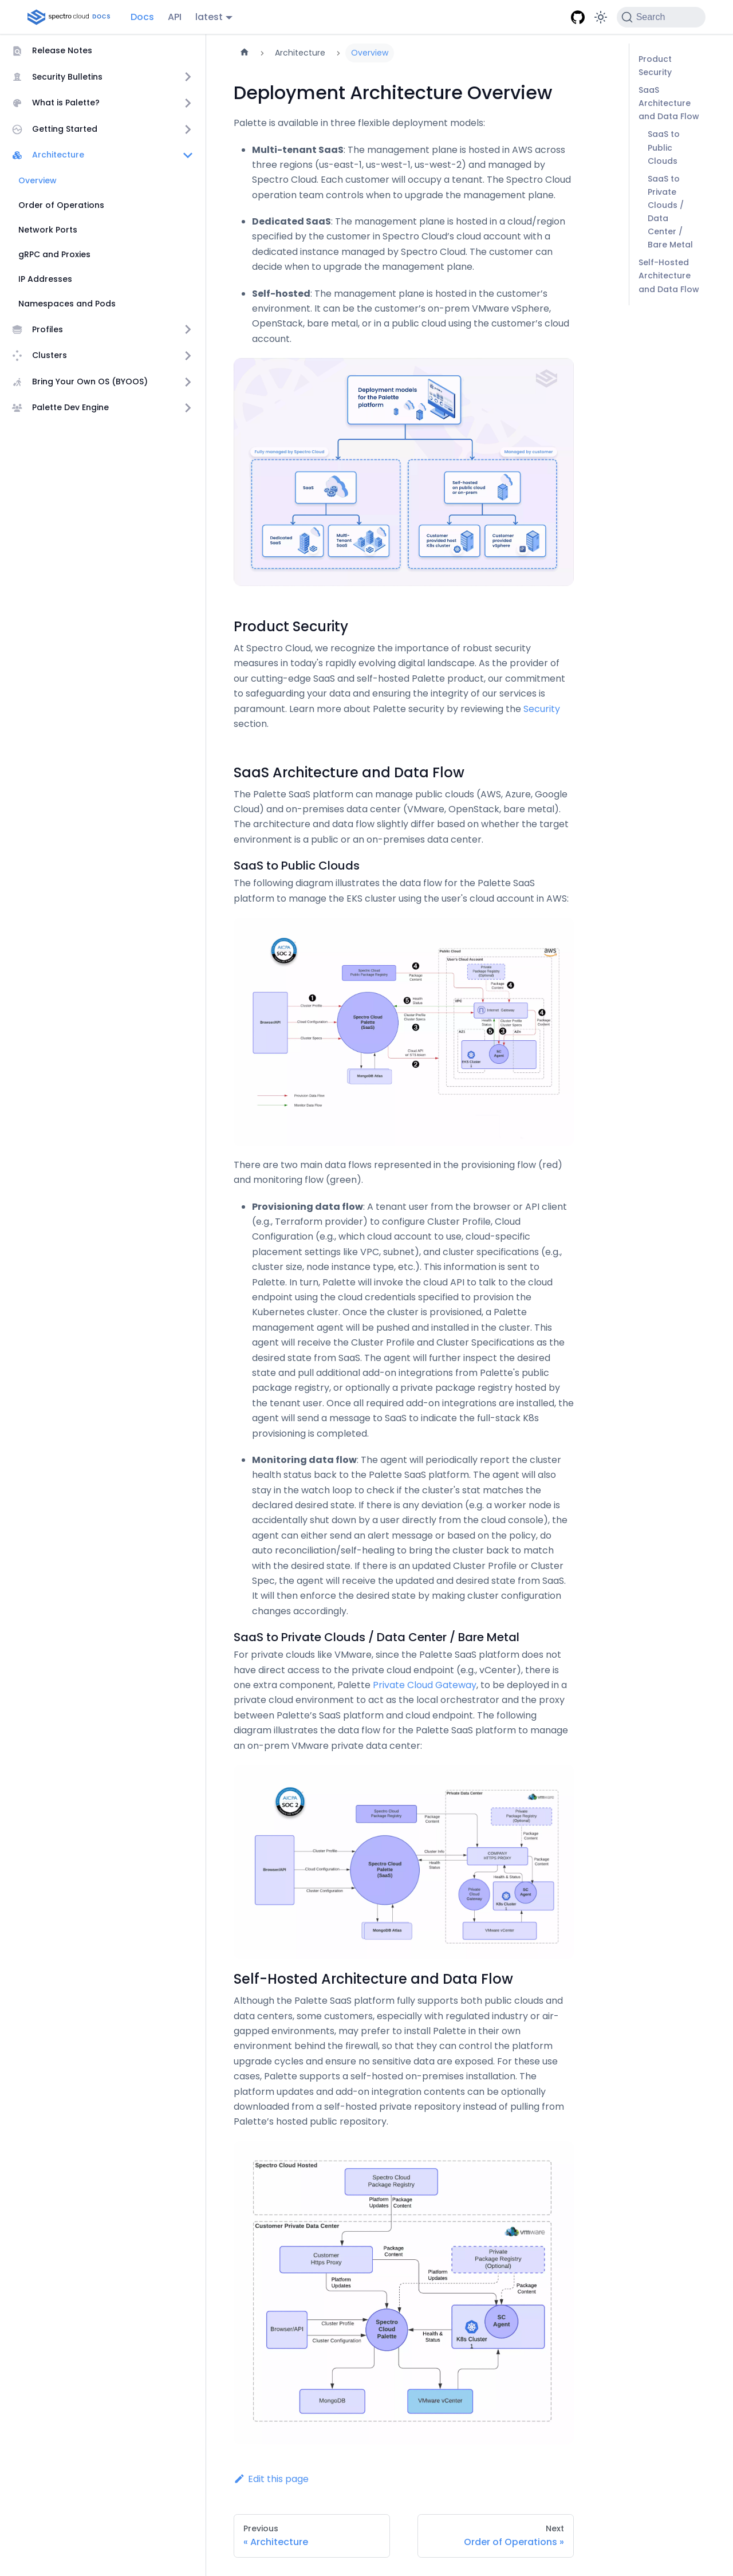 spectro cloud DOCS
Docs
API
latest
Search
Release Notes
Security Bulletins
What is Palette?
Getting Started
Architecture
Overview
Order of Operations
Network Ports
gRPC and Proxies
IP Addresses
Namespaces and Pods
Profiles
Clusters
Bring Your Own OS (BYOOS)
Palette Dev Engine
Architecture
Overview
Deployment Architecture Overview
Palette is available in three flexible deployment models:
Multi-tenant SaaS: The management plane is hosted in AWS across
three regions (us-east-1, us-west-1, us-west-2) and managed by
Spectro Cloud. Each customer will occupy a tenant. The Spectro Cloud
operation team controls when to upgrade the management plane.
Dedicated SaaS: The management plane is hosted in a cloud/region
specified by the customer in Spectro Cloud's cloud account with a
dedicated instance managed by Spectro Cloud. The customer can
decide when to upgrade the management plane.
Self-hosted: The management plane is hosted in the customer's
environment. It can be the customer's on-prem VMware vSphere,
OpenStack, bare metal, or in a public cloud using the customer's cloud
account.
Deployment models
for the Palette
platform
Fully managed by Spectro Cloud
Managed by customer
SaaS
Self-hosted
on public cloud
or on-prem
Dedicated
SaaS
Multi-
Tenant SaaS
Customer
provided host
K8s cluster
Customer
provided
vSphere
Product Security
At Spectro Cloud, we recognize the importance of robust security
measures in today's rapidly evolving digital landscape. As the provider of
our cutting-edge SaaS and self-hosted Palette product, our commitment
to safeguarding your data and ensuring the integrity of our services is
paramount. Learn more about Palette security by reviewing the Security
section.
SaaS Architecture and Data Flow
The Palette SaaS platform can manage public clouds (AWS, Azure, Google
Cloud) and on-premises data center (VMware, OpenStack, bare metal).
The architecture and data flow slightly differ based on whether the target
environment is a public or an on-premises data center.
SaaS to Public Clouds
The following diagram illustrates the data flow for the Palette SaaS
platform to manage the EKS cluster using the user's cloud account in AWS:
AICPA
SOC 2
Public Cloud
User's Cloud Account
aws
Spectro Cloud
Public Package Registry
4
Package
Content
Private
Package Registry
(Optional)
Package
Content
4
1
Cluster Profile
5
Health
Status
VPC
Internet Gateway
4
Browser/API
Cloud Configuration
Spectro Cloud
Palette
(SaaS)
Cluster Profile
Cluster Specs
3
Health
Status
Cluster Profile
Cluster Specs
Package
Content
5
3
AZ1
AZ4
Cluster Specs
Cloud API
w/ STS token
2
SC
Agent
EKS Cluster
1
MongoDB Atlas
Provision Data Flow
Monitor Data Flow
There are two main data flows represented in the provisioning flow (red)
and monitoring flow (green).
Provisioning data flow: A tenant user from the browser or API client
(e.g., Terraform provider) to configure Cluster Profile, Cloud
Configuration (e.g., which cloud account to use, cloud-specific
placement settings like VPC, subnet), and cluster specifications (e.g.,
cluster size, node instance type, etc.). This information is sent to
Palette. In turn, Palette will invoke the cloud API to talk to the cloud
endpoint using the cloud credentials specified to provision the
Kubernetes cluster. Once the cluster is provisioned, a Palette
management agent will be pushed and installed in the cluster. This
agent will receive the Cluster Profile and Cluster Specifications as the
desired state from SaaS. The agent will further inspect the desired
state and pull additional add-on integrations from Palette's public
package registry, or optionally a private package registry hosted by
the tenant user. Once all required add-on integrations are installed, the
agent will send a message to SaaS to indicate the full-stack K8s
provisioning is completed.
Monitoring data flow: The agent will periodically report the cluster
health status back to the Palette SaaS platform. The agent will also
stay in the watch loop to check if the cluster's stat matches the
declared desired state. If there is any deviation (e.g. a worker node is
accidentally shut down by a user directly from the cloud console), the
agent can either send an alert message or based on the policy, do
auto reconciliation/self-healing to bring the cluster back to match
with the desired state. If there is an updated Cluster Profile or Cluster
Spec, the agent will receive the updated and desired state from SaaS.
It will then enforce the desired state by making cluster configuration
changes accordingly.
SaaS to Private Clouds / Data Center / Bare Metal
For private clouds like VMware, since the Palette SaaS platform does not
have direct access to the private cloud endpoint (e.g., vCenter), there is
one extra component, Palette Private Cloud Gateway, to be deployed in a
private cloud environment to act as the local orchestrator and the proxy
between Palette's SaaS platform and cloud endpoint. The following
diagram illustrates the data flow for the Palette SaaS platform to manage
an on-prem VMware private data center:
AICPA
SOC 2
Private Data Center
vmware
Spectro Cloud
Package Registry
Package
Content
Private
Package Registry
(Optional)
Package
Content
Cluster Profile
Cluster Info
COMPANY
HTTPS PROXY
Package
Content
Health
Status
Browser/API
Cloud Configuration
Spectro Cloud
Palette
(SaaS)
Health & Status
Cluster Configuration
Private
Cloud
Gateway
SC
Agent
K8s Cluster
1
MongoDB Atlas
VMware vCenter
Self-Hosted Architecture and Data Flow
Although the Palette SaaS platform fully supports both public clouds and
data centers, some customers, especially with regulated industry or air-
gapped environments, may prefer to install Palette in their own
environment behind the firewall, so that they can control the platform
upgrade cycles and ensure no sensitive data are exposed. For these use
cases, Palette supports a self-hosted on-premises installation. The
platform updates and add-on integration contents can be optionally
downloaded from a self-hosted private repository instead of pulling from
Palette's hosted public repository.
Spectro Cloud Hosted
Spectro Cloud
Package Registry
Platform
Updates
Package
Content
Customer Private Data Center
vmware
Customer
Https Proxy
Package
Content
Private
Package Registry
(Optional)
Platform
Updates
Platform
Updates
Package
Content
Browser/API
Cluster Profile
Cluster Configuration
Spectro
Cloud
Palette
Health &
Status
SC
Agent
K8s Cluster
1
MongoDB
VMware vCenter
Edit this page
Previous
« Architecture
Next
Order of Operations »
Product
Security
SaaS
Architecture
and Data Flow
SaaS to
Public
Clouds
SaaS to
Private
Clouds /
Data
Center /
Bare Metal
Self-Hosted
Architecture
and Data Flow